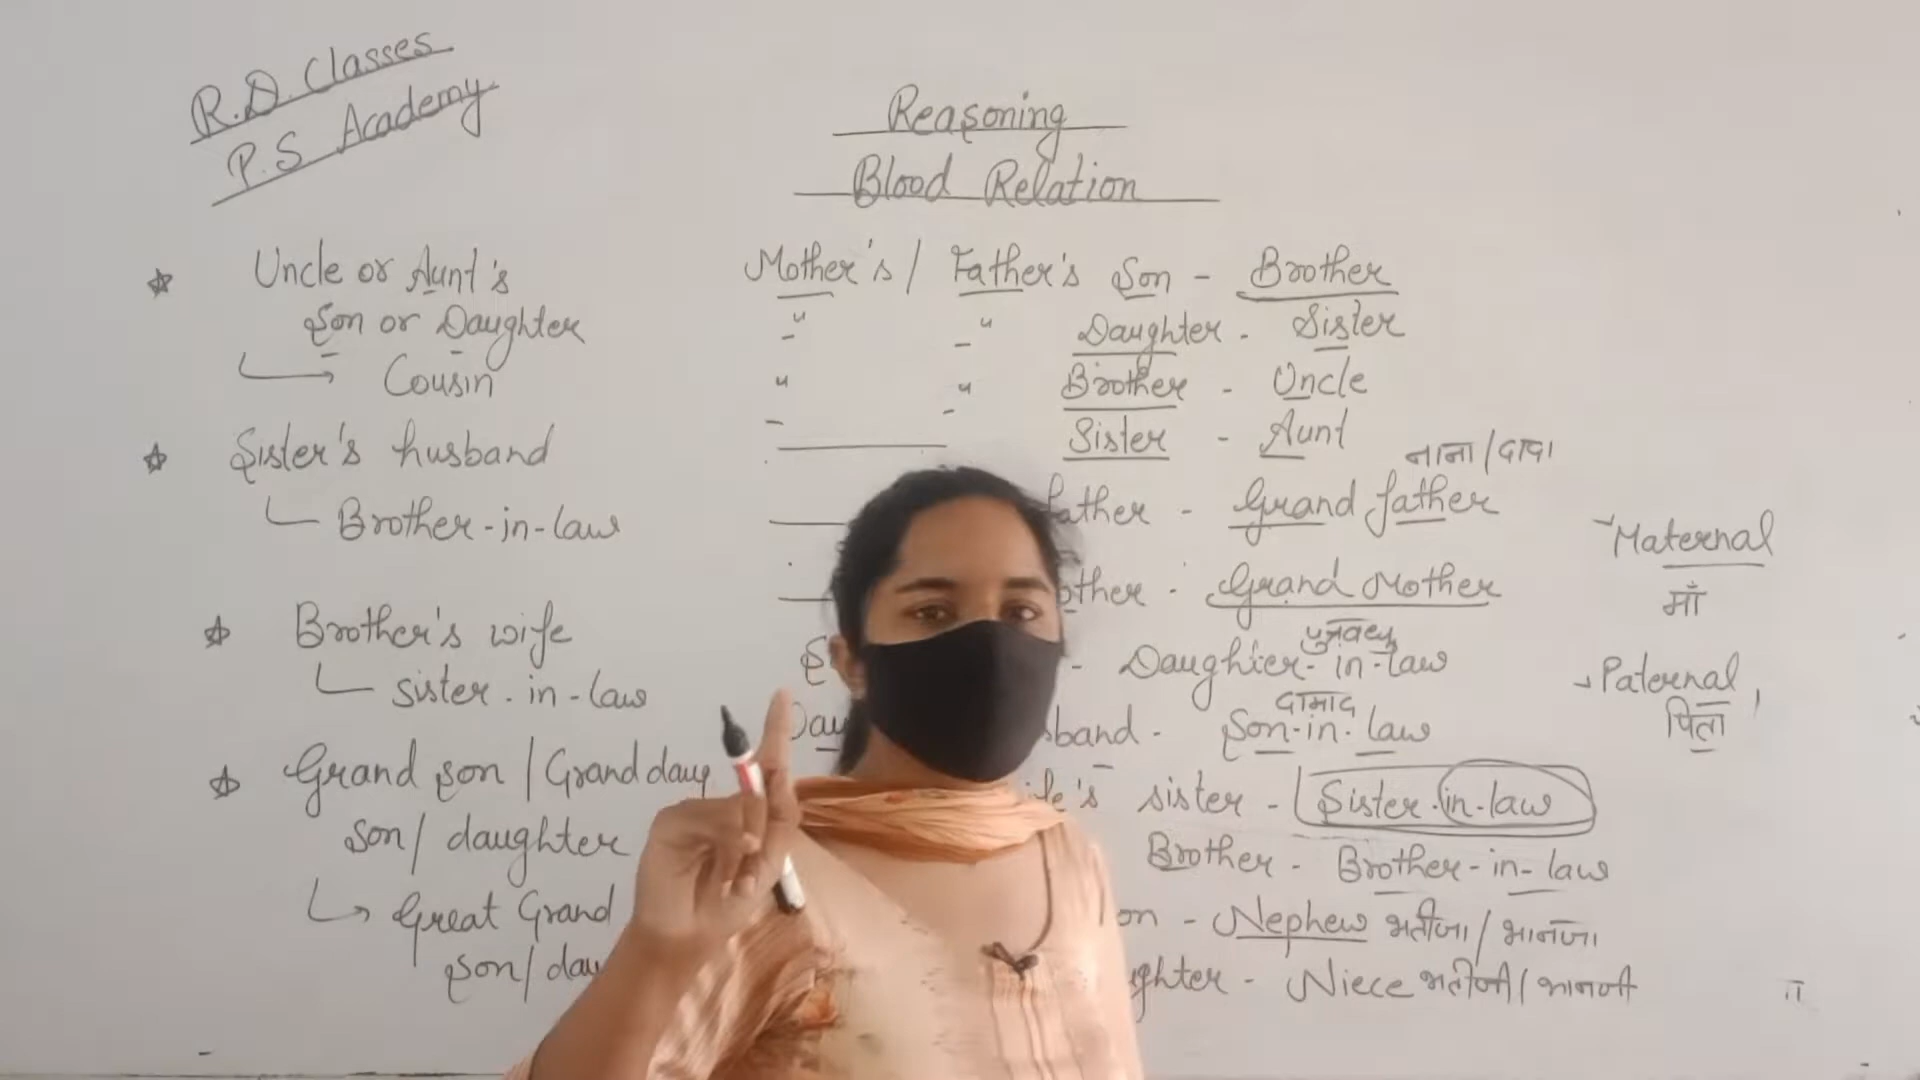 R.D. Classes
P.S Academy
Reasoning
Blood Relation
☆ Uncle or Aunt's
Son or Daughter
↳ Cousin
☆ Sister's husband
Brother-in-law
☆ Brother's wife
sister-in-law
☆ Grand son / Grand daug
son / daughter
↳ Great Grand
son / dau
Mother's / Father's Son - Brother
" " Daughter - Sister
" " Brother - Uncle
Sister - Aunt
नाना / दादा
father - Grand father
other - Grand Mother
पुत्रवधु
S - Daughter-in-law
दामाद
Dau sband - Son-in-law
ife's sister - Sister-in-law
Brother - Brother-in-law
on - Nephew भतीजा / भानजा
ghter - Niece भतीजी / भानजी
Maternal
माँ
Paternal
पिता